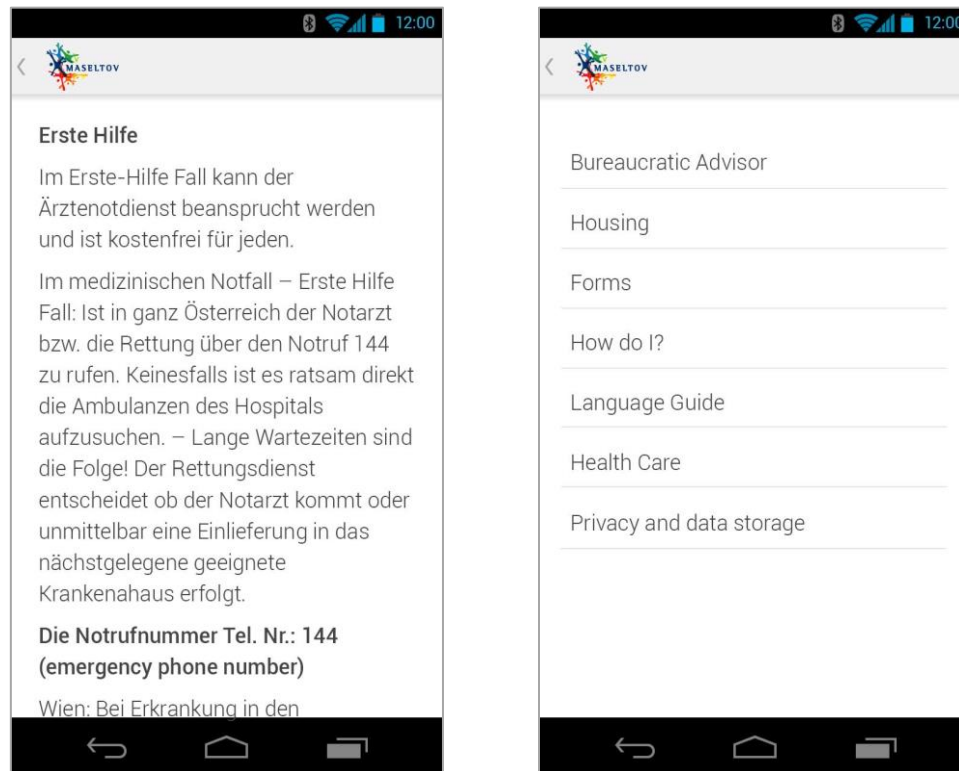 12:00
MASELTOV
Erste Hilfe
Im Erste-Hilfe Fall kann der
Ärztenotdienst beansprucht werden
und ist kostenfrei für jeden.
Im medizinischen Notfall – Erste Hilfe
Fall: Ist in ganz Österreich der Notarzt
bzw. die Rettung über den Notruf 144
zu rufen. Keinesfalls ist es ratsam direkt
die Ambulanzen des Hospitals
aufzusuchen. – Lange Wartezeiten sind
die Folge! Der Rettungsdienst
entscheidet ob der Notarzt kommt oder
unmittelbar eine Einlieferung in das
nächstgelegene geeignete
Krankenahaus erfolgt.
Die Notrufnummer Tel. Nr.: 144
(emergency phone number)
Wien: Bei Erkrankung in den
12:00
MASELTOV
Bureaucratic Advisor
Housing
Forms
How do I?
Language Guide
Health Care
Privacy and data storage